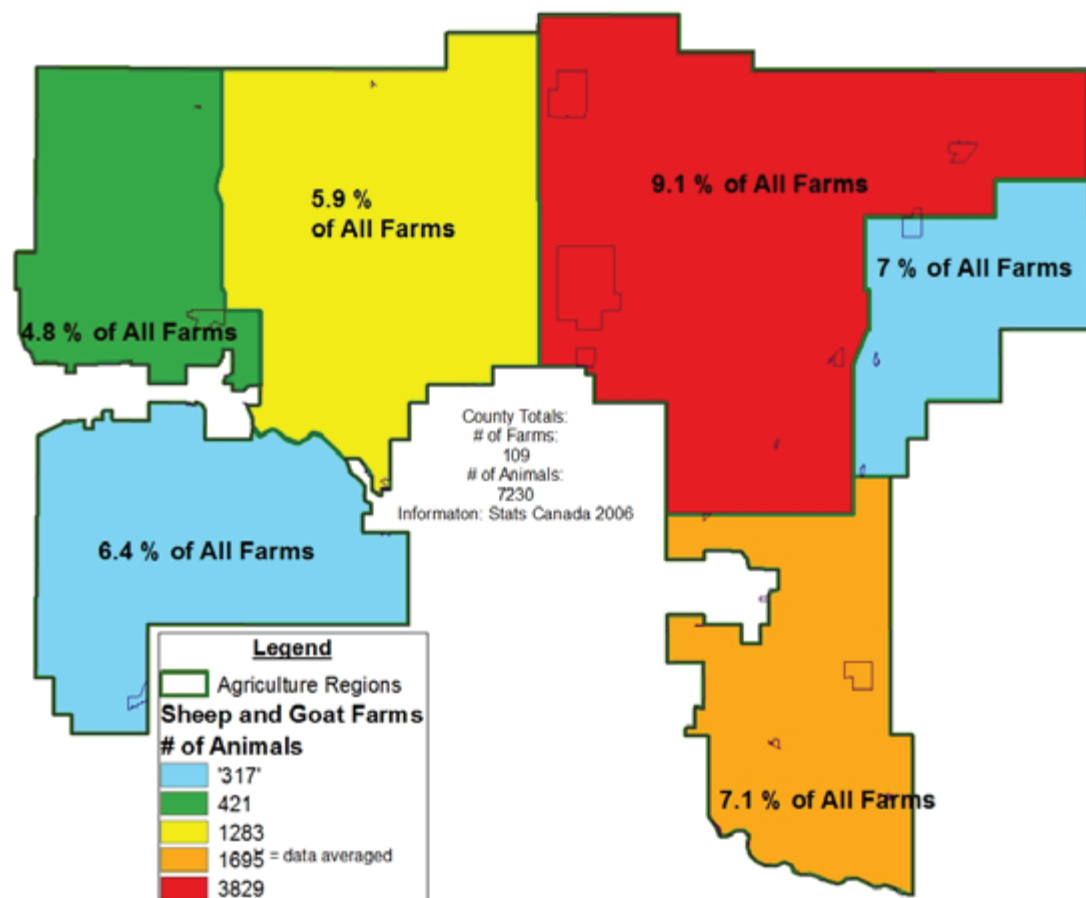 5.9 %
of All Farms
9.1 % of All Farms
7 % of All Farms
4.8 % of All Farms
County Totals:
# of Farms:
109
# of Animals:
7230
Informaton: Stats Canada 2006
6.4 % of All Farms
7.1 % of All Farms
Legend
Agriculture Regions
Sheep and Goat Farms
# of Animals
'317'
421
1283
1695
= data averaged
3829